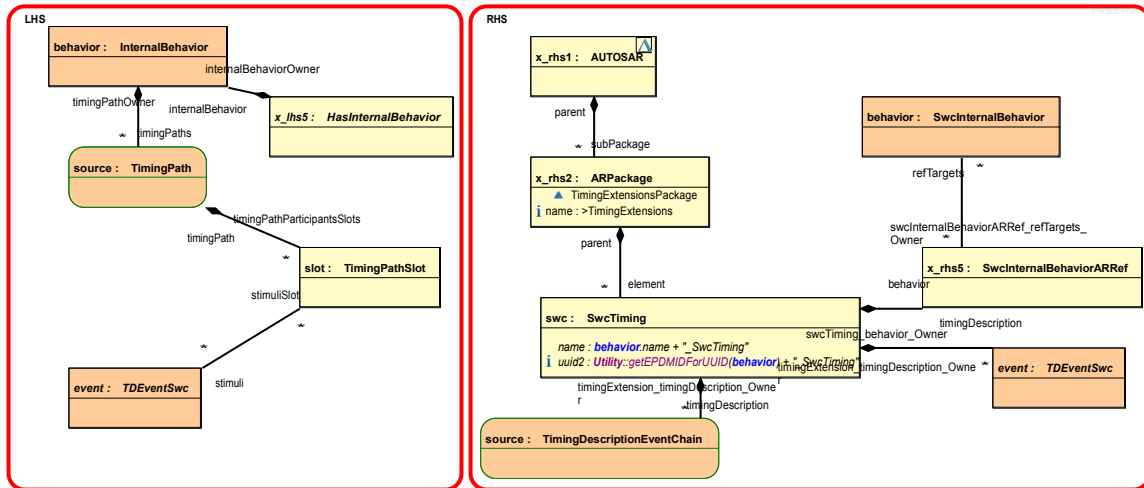 LHS
behavior : InternalBehavior
internalBehaviorOwner
timingPathOwner
internalBehavior
x_lhs5 : HasInternalBehavior
* timingPaths
source : TimingPath
timingPathParticipantsSlots
timingPath
*
slot : TimingPathSlot
stimuliSlot
*
*
stimuli
event : TDEventSwc
RHS
x_rhs1 : AUTOSAR
parent
* subPackage
x_rhs2 : ARPackage
TimingExtensionsPackage
i name : >TimingExtensions
parent
* element
behavior : SwcInternalBehavior
*
refTargets
swcInternalBehaviorARRef_refTargets_
Owner *
x_rhs5 : SwcInternalBehaviorARRef
behavior
timingDescription
swc : SwcTiming
swcTiming_behavior_Owner
name : behavior.name + "_SwcTiming"
i uuid2 : Utility::getEPDMIDForUUID(behavior) + "_SwcTiming"
timingExtension_timingDescription_Owne
r
*
event : TDEventSwc
timingExtension_timingDescription_Owne
r
*
timingDescription
source : TimingDescriptionEventChain